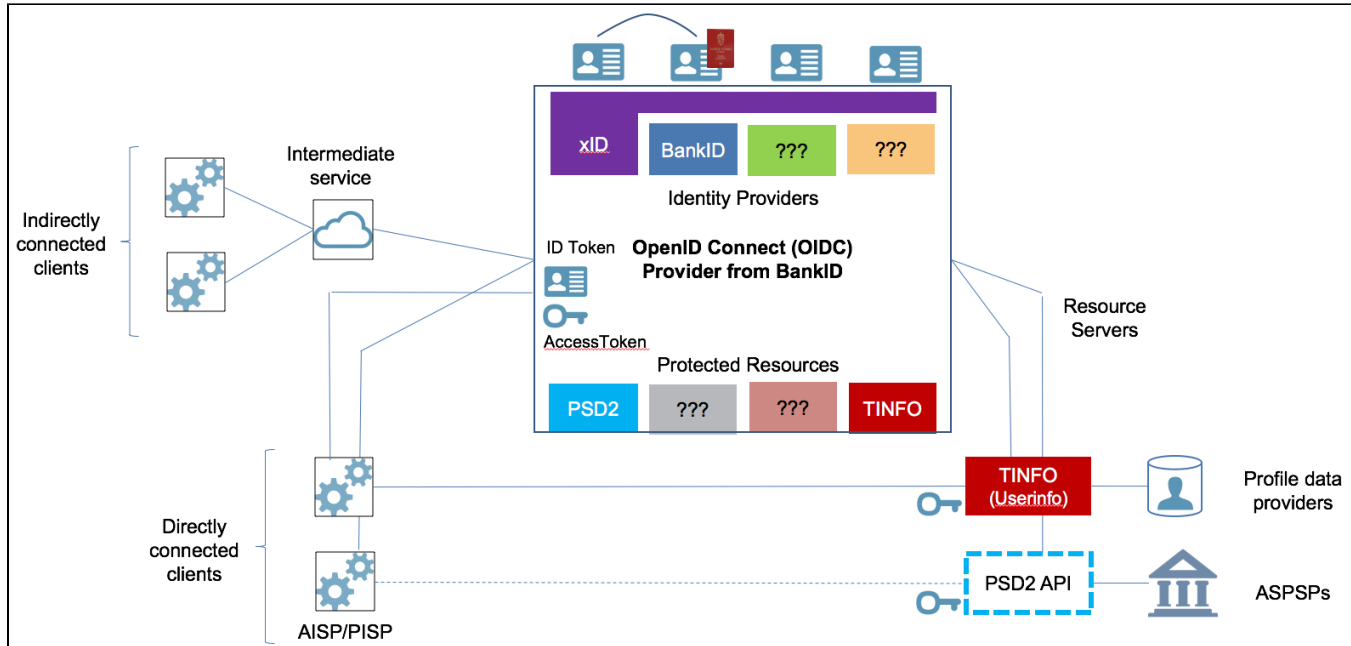 xID
BankID
???
???
Identity Providers
Intermediate
service
Indirectly
connected
clients
ID Token
OpenID Connect (OIDC)
Provider from BankID
AccessToken
Resource
Servers
Protected Resources
PSD2
???
???
TINFO
Directly
connected
clients
TINFO
(Userinfo)
Profile data
providers
PSD2 API
ASPSPs
AISP/PISP